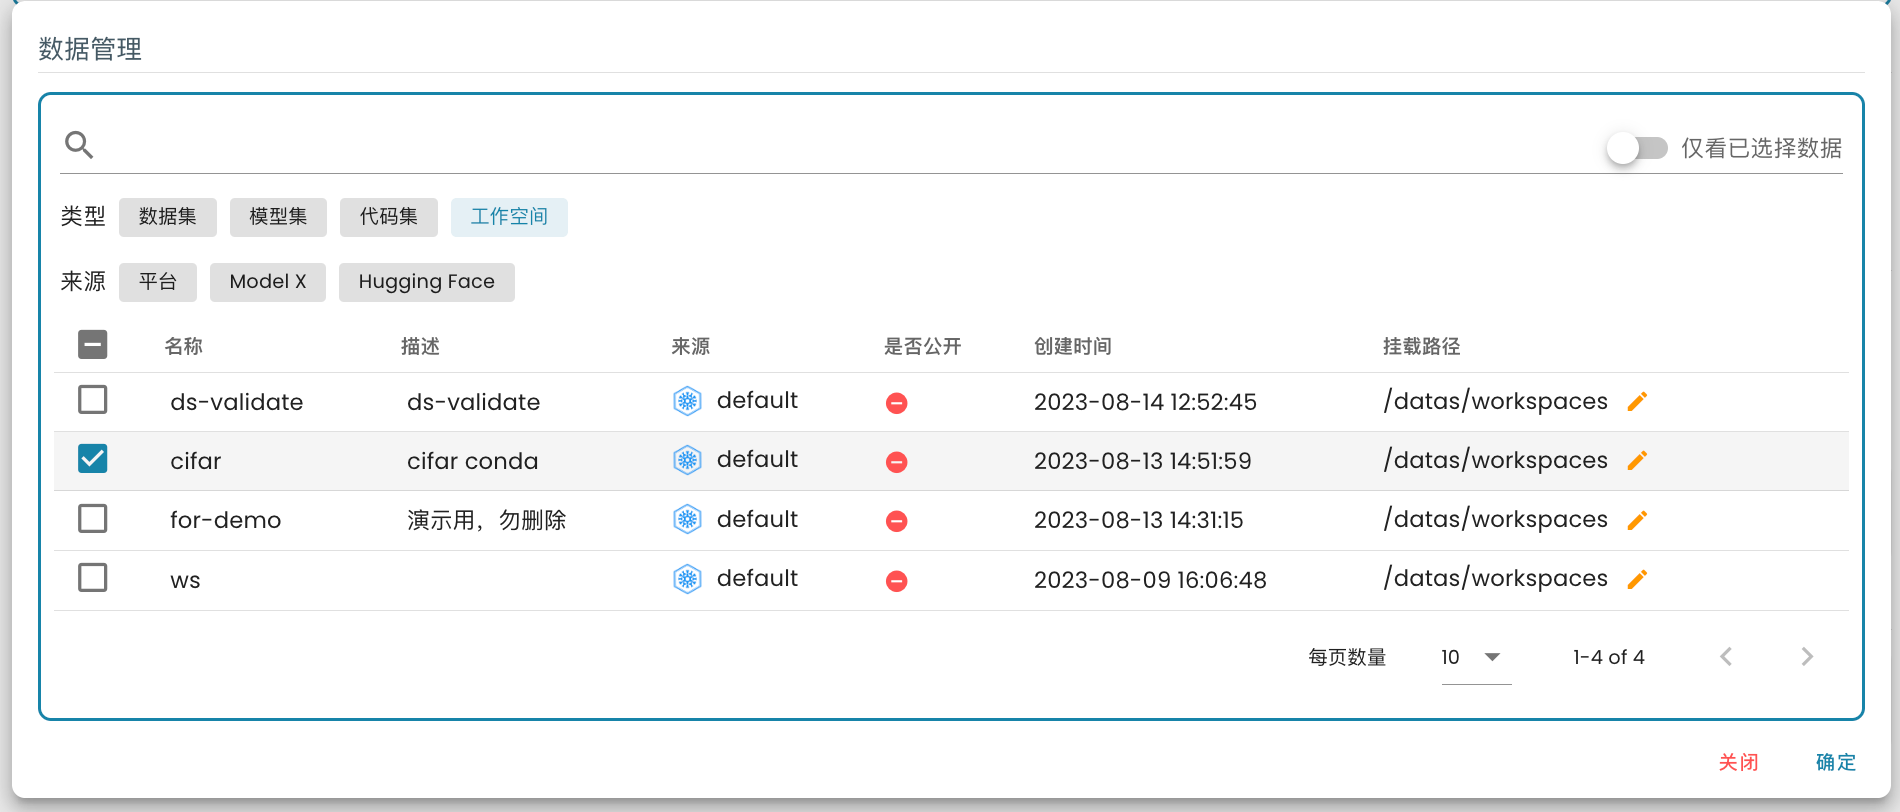 数据管理
仅看已选择数据
类型 数据集 模型集 代码集 工作空间
来源 平台 Model X Hugging Face
名称 描述 来源 是否公开 创建时间 挂载路径
ds-validate ds-validate default 2023-08-14 12:52:45 /datas/workspaces
cifar cifar conda default 2023-08-13 14:51:59 /datas/workspaces
for-demo 演示用，勿删除 default 2023-08-13 14:31:15 /datas/workspaces
ws default 2023-08-09 16:06:48 /datas/workspaces
每页数量 10 1-4 of 4
关闭 确定